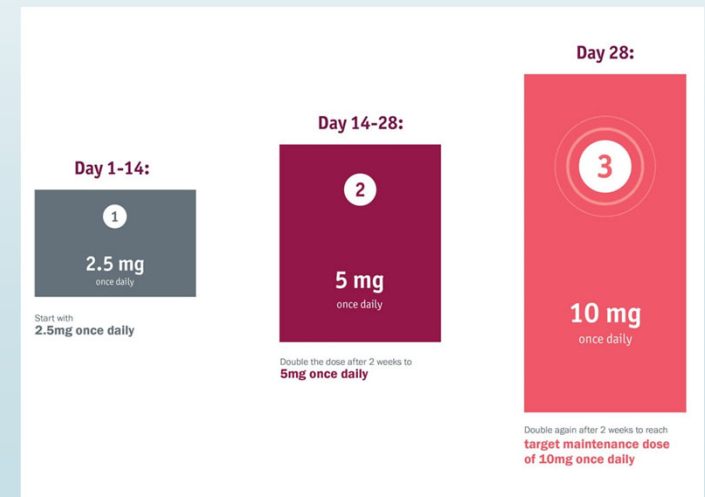 Day 1-14:
1
2.5 mg
once daily
Start with
2.5mg once daily
Day 14-28:
2
5 mg
once daily
Double the dose after 2 weeks to
5mg once daily
Day 28:
3
10 mg
once daily
Double again after 2 weeks to reach
target maintenance dose
of 10mg once daily